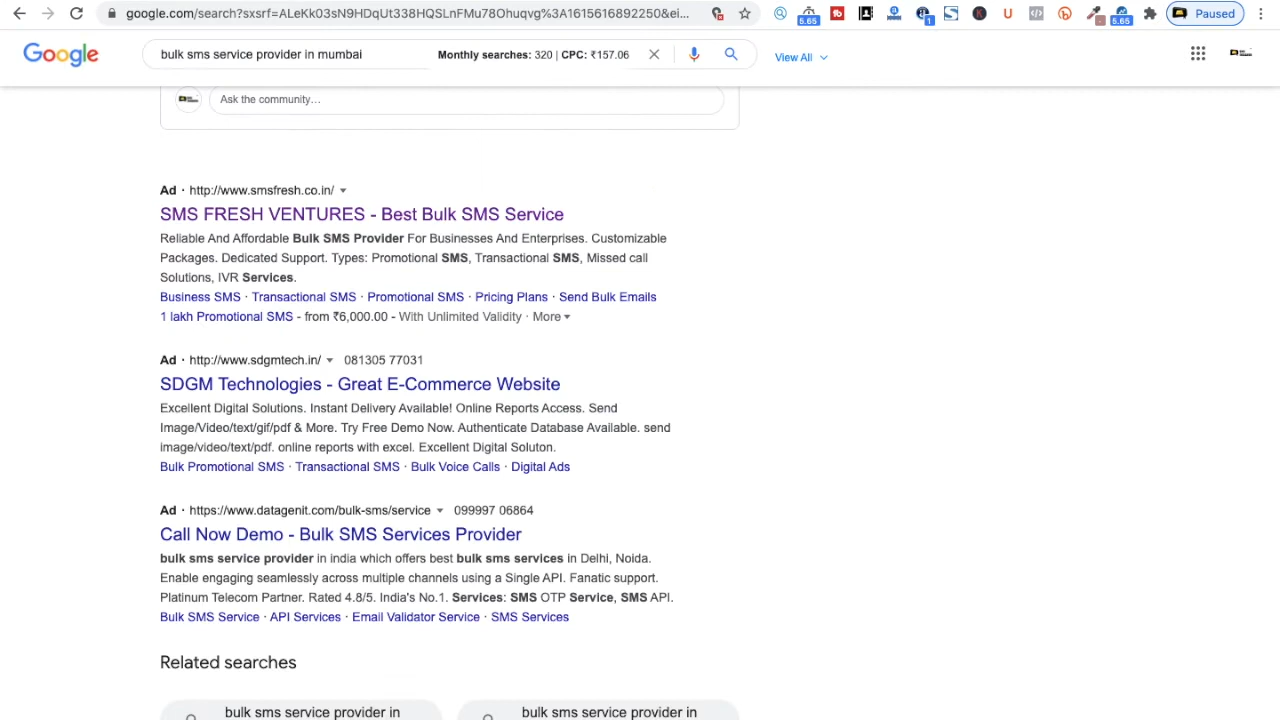 google.com/search?sxsrf=ALeKk03sN9HDqUt338HQSLnFMu78Ohuqvg%3A1615616892250&ei...
5.65
1
5.65
Paused
Google
bulk sms service provider in mumbai
Monthly searches: 320 | CPC: ₹157.06
View All
Ask the community...
Ad · http://www.smsfresh.co.in/
SMS FRESH VENTURES - Best Bulk SMS Service
Reliable And Affordable Bulk SMS Provider For Businesses And Enterprises. Customizable
Packages. Dedicated Support. Types: Promotional SMS, Transactional SMS, Missed call
Solutions, IVR Services.
Business SMS · Transactional SMS · Promotional SMS · Pricing Plans · Send Bulk Emails
1 lakh Promotional SMS - from ₹6,000.00 - With Unlimited Validity · More
Ad · http://www.sdgmtech.in/ 081305 77031
SDGM Technologies - Great E-Commerce Website
Excellent Digital Solutions. Instant Delivery Available! Online Reports Access. Send
Image/Video/text/gif/pdf & More. Try Free Demo Now. Authenticate Database Available. send
image/video/text/pdf. online reports with excel. Excellent Digital Soluton.
Bulk Promotional SMS · Transactional SMS · Bulk Voice Calls · Digital Ads
Ad · https://www.datagenit.com/bulk-sms/service 099997 06864
Call Now Demo - Bulk SMS Services Provider
bulk sms service provider in india which offers best bulk sms services in Delhi, Noida.
Enable engaging seamlessly across multiple channels using a Single API. Fanatic support.
Platinum Telecom Partner. Rated 4.8/5. India's No.1. Services: SMS OTP Service, SMS API.
Bulk SMS Service · API Services · Email Validator Service · SMS Services
Related searches
bulk sms service provider in
bulk sms service provider in